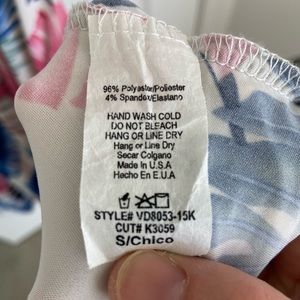 96% Polyester/Poliester
4% Spandex/Elastano
HAND WASH COLD
DO NOT BLEACH
HANG OR LINE DRY
Hang or Line Dry
Secar Colgano
Made In U.S.A
Hecho En E.U.A
STYLE# VD8053-15K
CUT# K3059
S/Chico